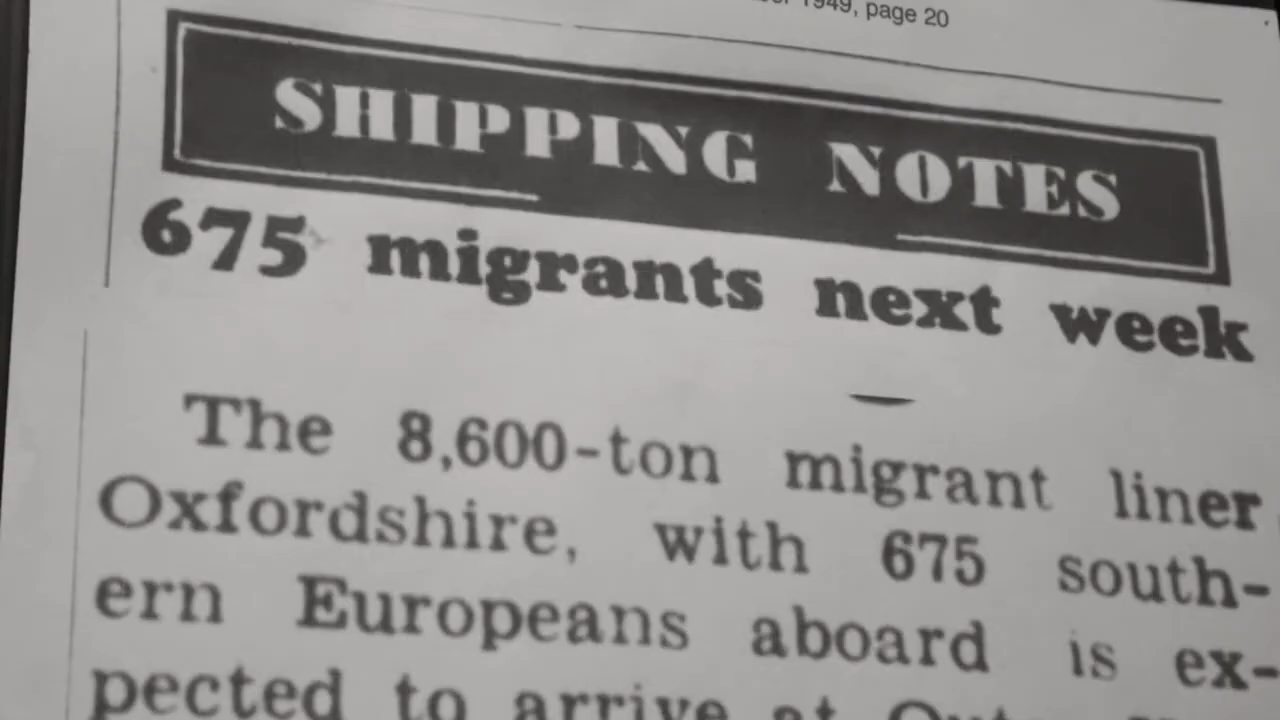 1949, page 20
SHIPPING NOTES
675 migrants next week
The 8,600-ton migrant liner
Oxfordshire, with 675 south-
ern Europeans aboard is ex-
pected to arrive at